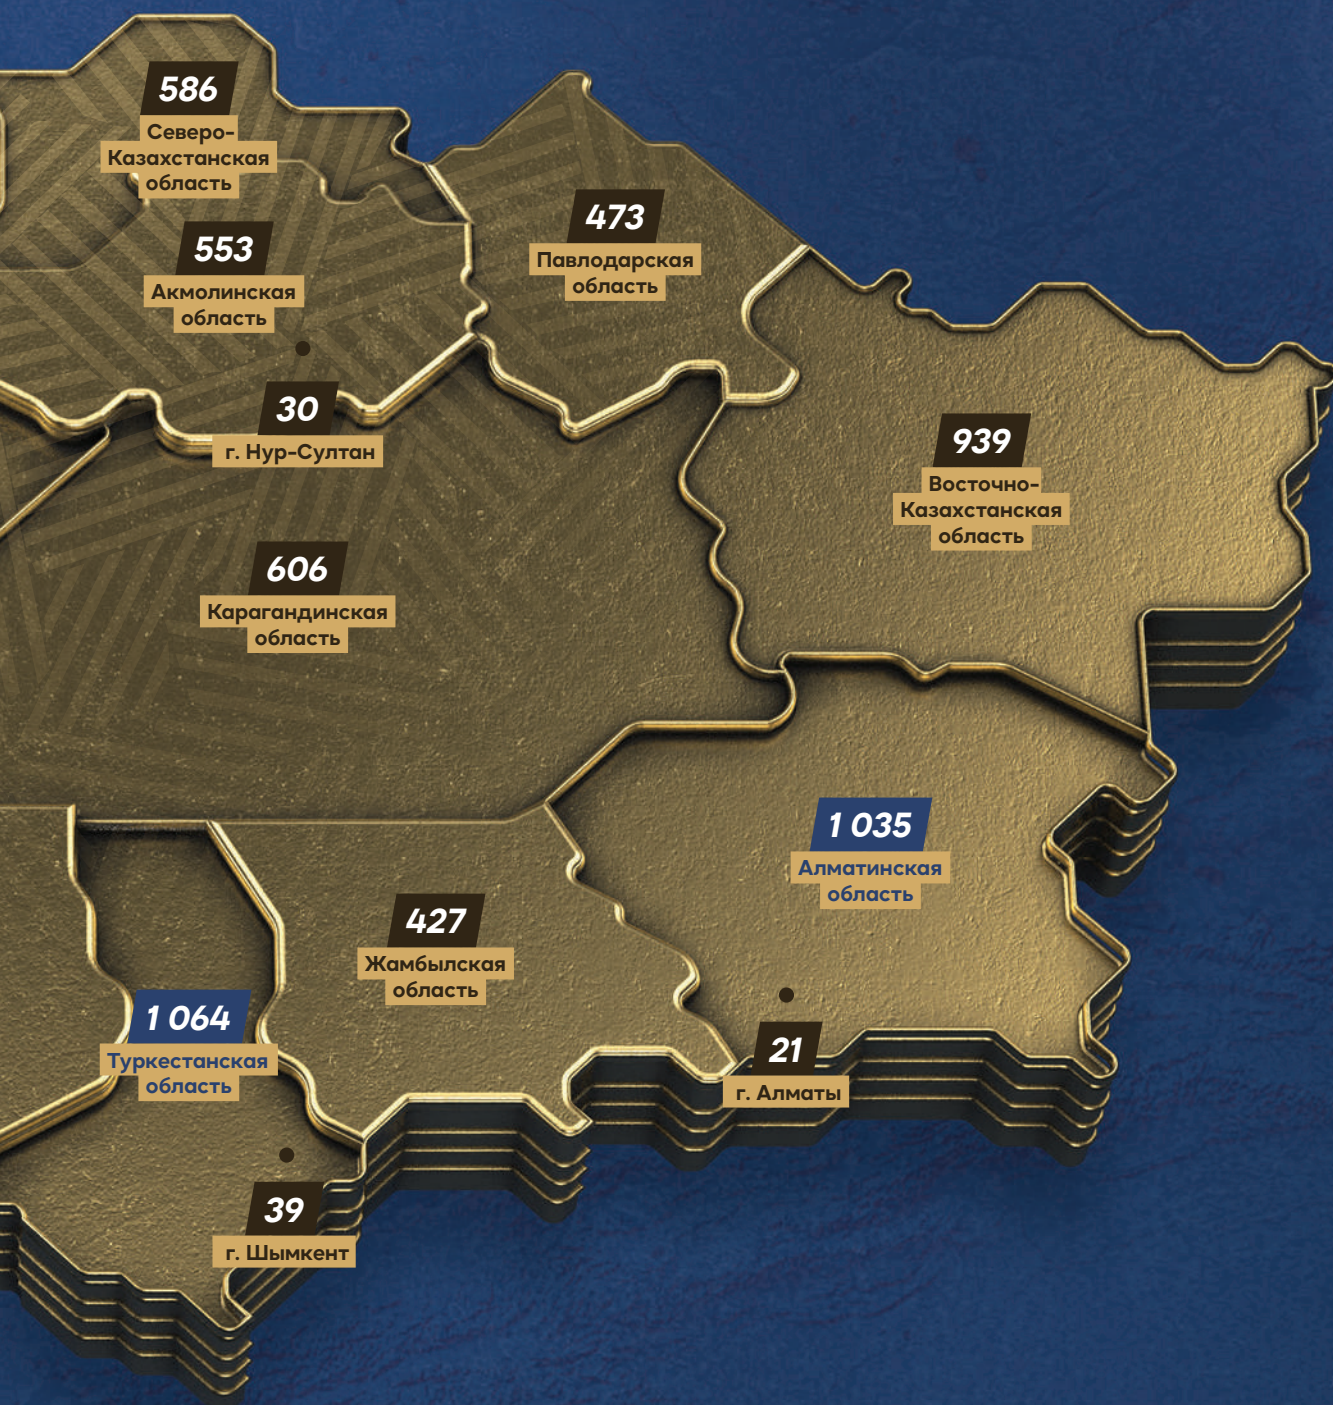 586
Северо-
Казахстанская
область
473
Павлодарская
область
553
Акмолинская
область
30
г. Нур-Султан
939
Восточно-
Казахстанская
область
606
Карагандинская
область
1 035
Алматинская
область
427
Жамбылская
область
1 064
Туркестанская
область
21
г. Алматы
39
г. Шымкент